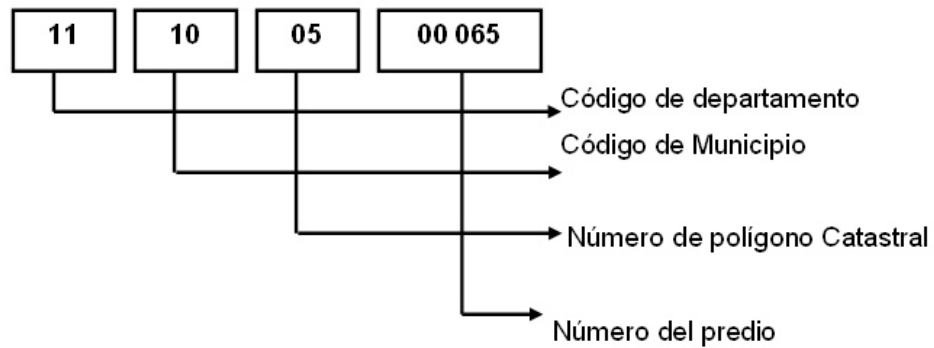 11 10 05 00 065
Código de departamento
Código de Municipio
Número de polígono Catastral
Número del predio